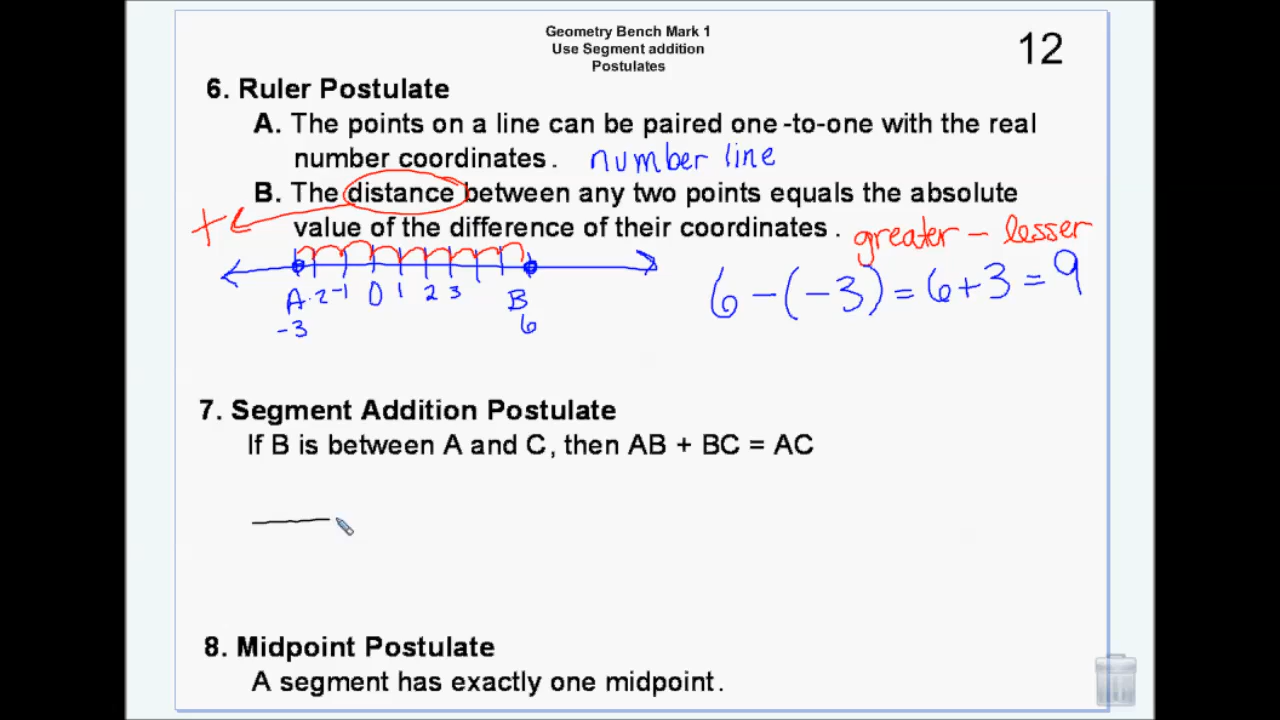 Geometry Bench Mark 1
Use Segment addition
Postulates
12
6. Ruler Postulate
A. The points on a line can be paired one-to-one with the real
number coordinates. number line
B. The distance between any two points equals the absolute
+ value of the difference of their coordinates. greater - lesser
A -2 -1 0 1 2 3 B
-3 6
6 - (-3) = 6 + 3 = 9
7. Segment Addition Postulate
If B is between A and C, then AB + BC = AC
8. Midpoint Postulate
A segment has exactly one midpoint.